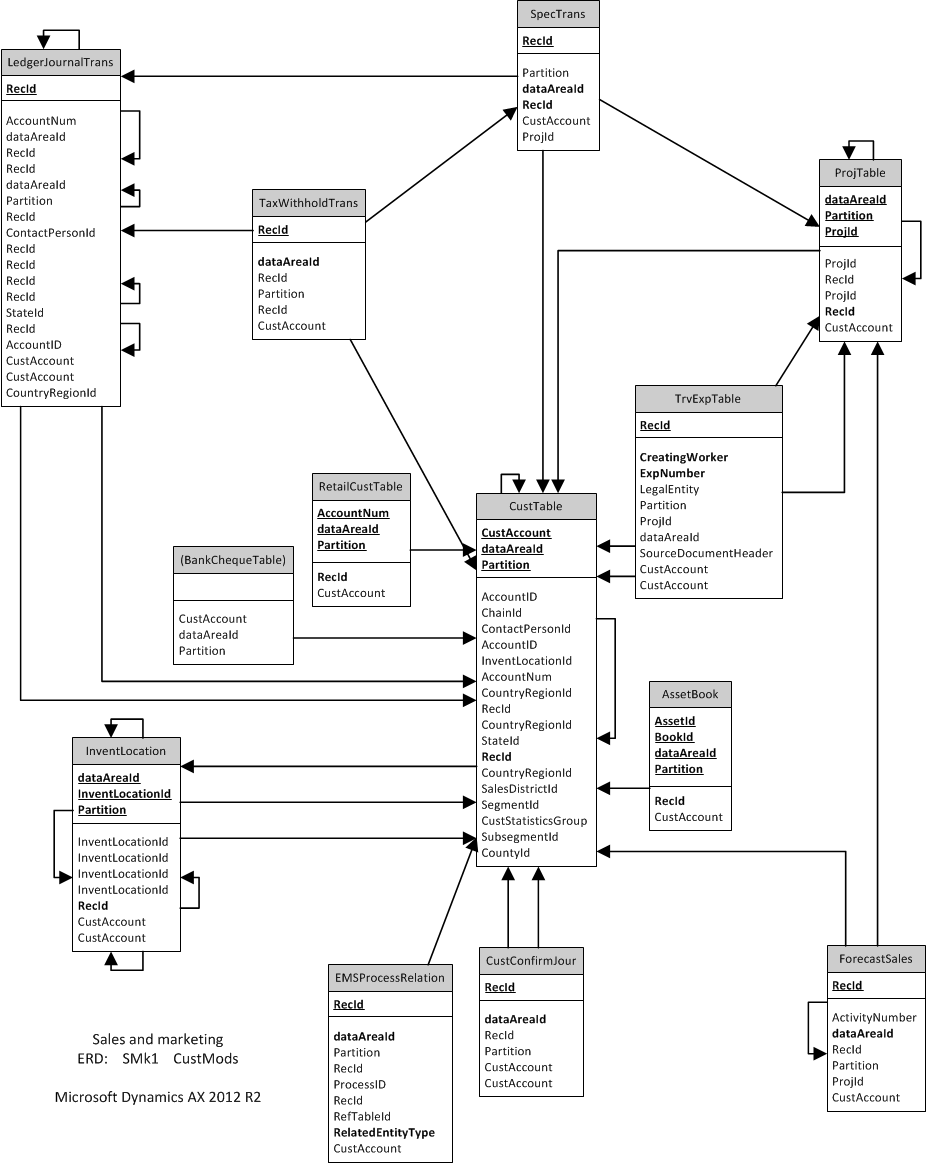 SpecTrans
RecId
Partition
dataAreaId
RecId
CustAccount
ProjId
LedgerJournalTrans
RecId
AccountNum
dataAreaId
RecId
RecId
dataAreaId
Partition
RecId
ContactPersonId
RecId
RecId
RecId
RecId
StateId
RecId
AccountID
CustAccount
CustAccount
CountryRegionId
ProjTable
dataAreaId
Partition
ProjId
ProjId
RecId
ProjId
RecId
CustAccount
TaxWithholdTrans
RecId
dataAreaId
RecId
Partition
RecId
CustAccount
TrvExpTable
RecId
CreatingWorker
ExpNumber
LegalEntity
Partition
ProjId
dataAreaId
SourceDocumentHeader
CustAccount
CustAccount
RetailCustTable
AccountNum
dataAreaId
Partition
RecId
CustAccount
CustTable
CustAccount
dataAreaId
Partition
AccountID
ChainId
ContactPersonId
AccountID
InventLocationId
AccountNum
CountryRegionId
RecId
CountryRegionId
StateId
RecId
CountryRegionId
SalesDistrictId
SegmentId
CustStatisticsGroup
SubsegmentId
CountyId
(BankChequeTable)
CustAccount
dataAreaId
Partition
AssetBook
AssetId
BookId
dataAreaId
Partition
RecId
CustAccount
InventLocation
dataAreaId
InventLocationId
Partition
InventLocationId
InventLocationId
InventLocationId
InventLocationId
RecId
CustAccount
CustAccount
EMSProcessRelation
RecId
dataAreaId
Partition
RecId
ProcessID
RecId
RefTableId
RelatedEntityType
CustAccount
CustConfirmJour
RecId
dataAreaId
RecId
Partition
CustAccount
CustAccount
ForecastSales
RecId
ActivityNumber
dataAreaId
RecId
Partition
ProjId
CustAccount
Sales and marketing
ERD: SMk1 CustMods
Microsoft Dynamics AX 2012 R2